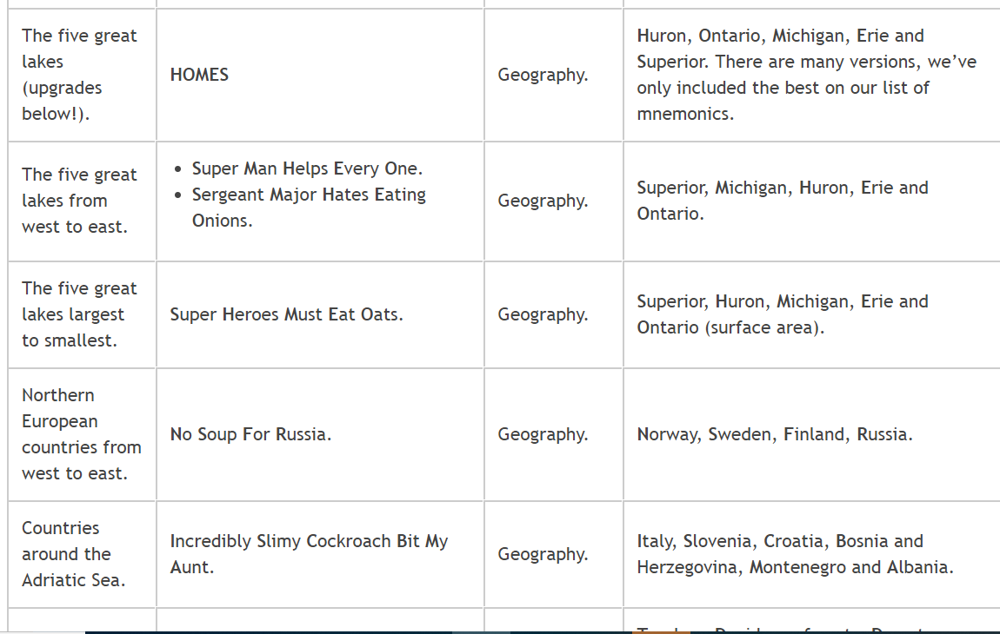 The five great
lakes
(upgrades
below!).
HOMES
Geography.
Huron, Ontario, Michigan, Erie and
Superior. There are many versions, we’ve
only included the best on our list of
mnemonics.
The five great
lakes from
west to east.
• Super Man Helps Every One.
• Sergeant Major Hates Eating
Onions.
Geography.
Superior, Michigan, Huron, Erie and
Ontario.
The five great
lakes largest
to smallest.
Super Heroes Must Eat Oats.
Geography.
Superior, Huron, Michigan, Erie and
Ontario (surface area).
Northern
European
countries from
west to east.
No Soup For Russia.
Geography.
Norway, Sweden, Finland, Russia.
Countries
around the
Adriatic Sea.
Incredibly Slimy Cockroach Bit My
Aunt.
Geography.
Italy, Slovenia, Croatia, Bosnia and
Herzegovina, Montenegro and Albania.